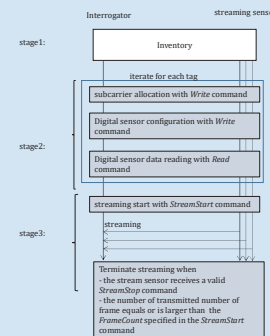 Interrogator
streaming sens
stage1:
Inventory
iterate for each tag
subcarrier allocation with Write command
Digital sensor configuration with Write
command
stage2:
Digital sensor data reading with Read
command
streaming start with StreamStart command
streaming
stage3:
Terminate streaming when
- the stream sensor receives a valid
StreamStop command
- the number of transmitted number of
frame equals or is larger than the
FrameCount specified in the StreamStart
command